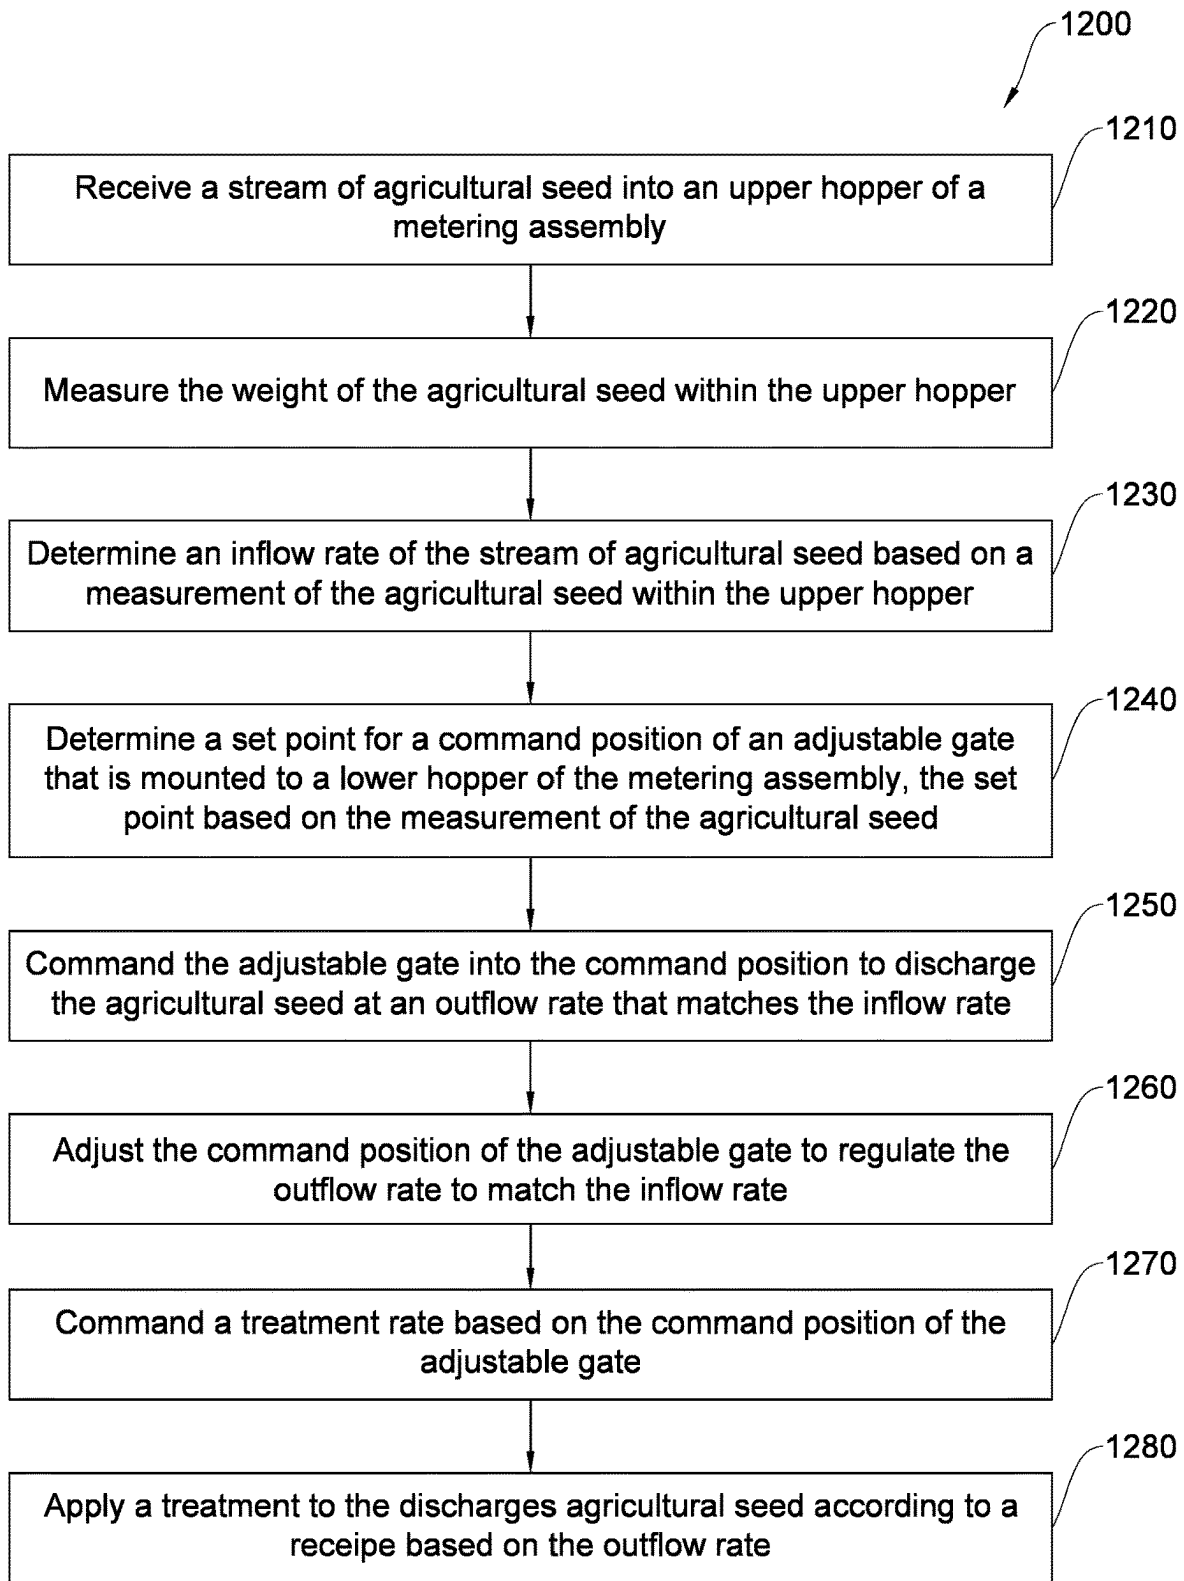 1200
1210
Receive a stream of agricultural seed into an upper hopper of a
metering assembly
1220
Measure the weight of the agricultural seed within the upper hopper
1230
Determine an inflow rate of the stream of agricultural seed based on a
measurement of the agricultural seed within the upper hopper
1240
Determine a set point for a command position of an adjustable gate
that is mounted to a lower hopper of the metering assembly, the set
point based on the measurement of the agricultural seed
1250
Command the adjustable gate into the command position to discharge
the agricultural seed at an outflow rate that matches the inflow rate
1260
Adjust the command position of the adjustable gate to regulate the
outflow rate to match the inflow rate
1270
Command a treatment rate based on the command position of the
adjustable gate
1280
Apply a treatment to the discharges agricultural seed according to a
receipe based on the outflow rate